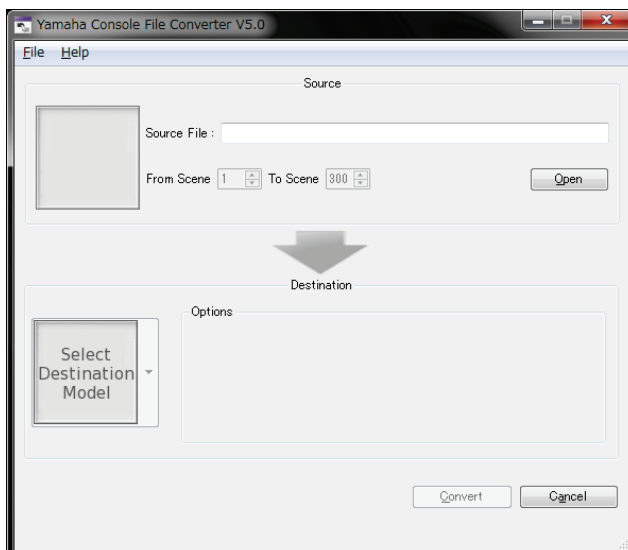 Yamaha Console File Converter V5.0
File Help
Source
Source File :
From Scene 1 To Scene 300
Open
Destination
Options
Select
Destination
Model
Convert Cancel